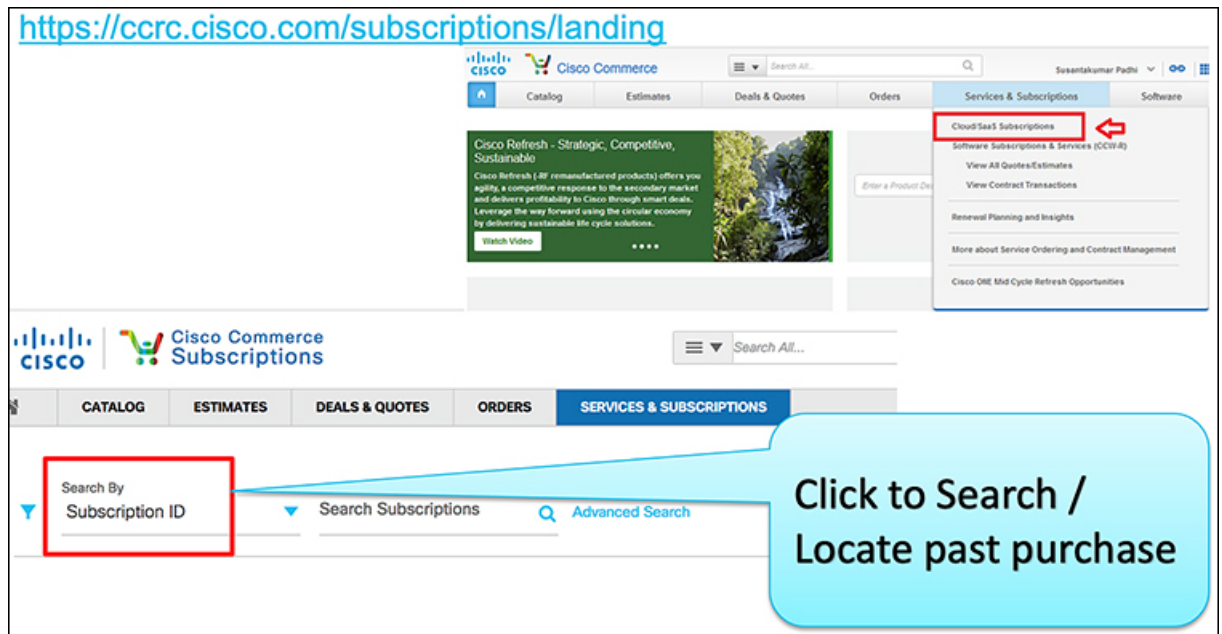 https://ccrc.cisco.com/subscriptions/landing
CISCO
Cisco Commerce
Search All...
Susantakumar Padhi
Catalog
Estimates
Deals & Quotes
Orders
Services & Subscriptions
Software
Cloud/SaaS Subscriptions
Software Subscriptions & Services (CCW-R)
View All Quotes/Estimates
View Contract Transactions
Renewal Planning and Insights
More about Service Ordering and Contract Management
Cisco ONE Mid Cycle Refresh Opportunities
Cisco Refresh - Strategic, Competitive,
Sustainable
Cisco Refresh (-RF remanufactured products) offers you
agility, a competitive response to the secondary market
and delivers profitability to Cisco through smart deals.
Leverage the way forward using the circular economy
by delivering sustainable life cycle solutions.
Watch Video
Enter a Product De
CISCO
Cisco Commerce
Subscriptions
Search All...
CATALOG
ESTIMATES
DEALS & QUOTES
ORDERS
SERVICES & SUBSCRIPTIONS
Search By
Subscription ID
Search Subscriptions
Advanced Search
Click to Search /
Locate past purchase